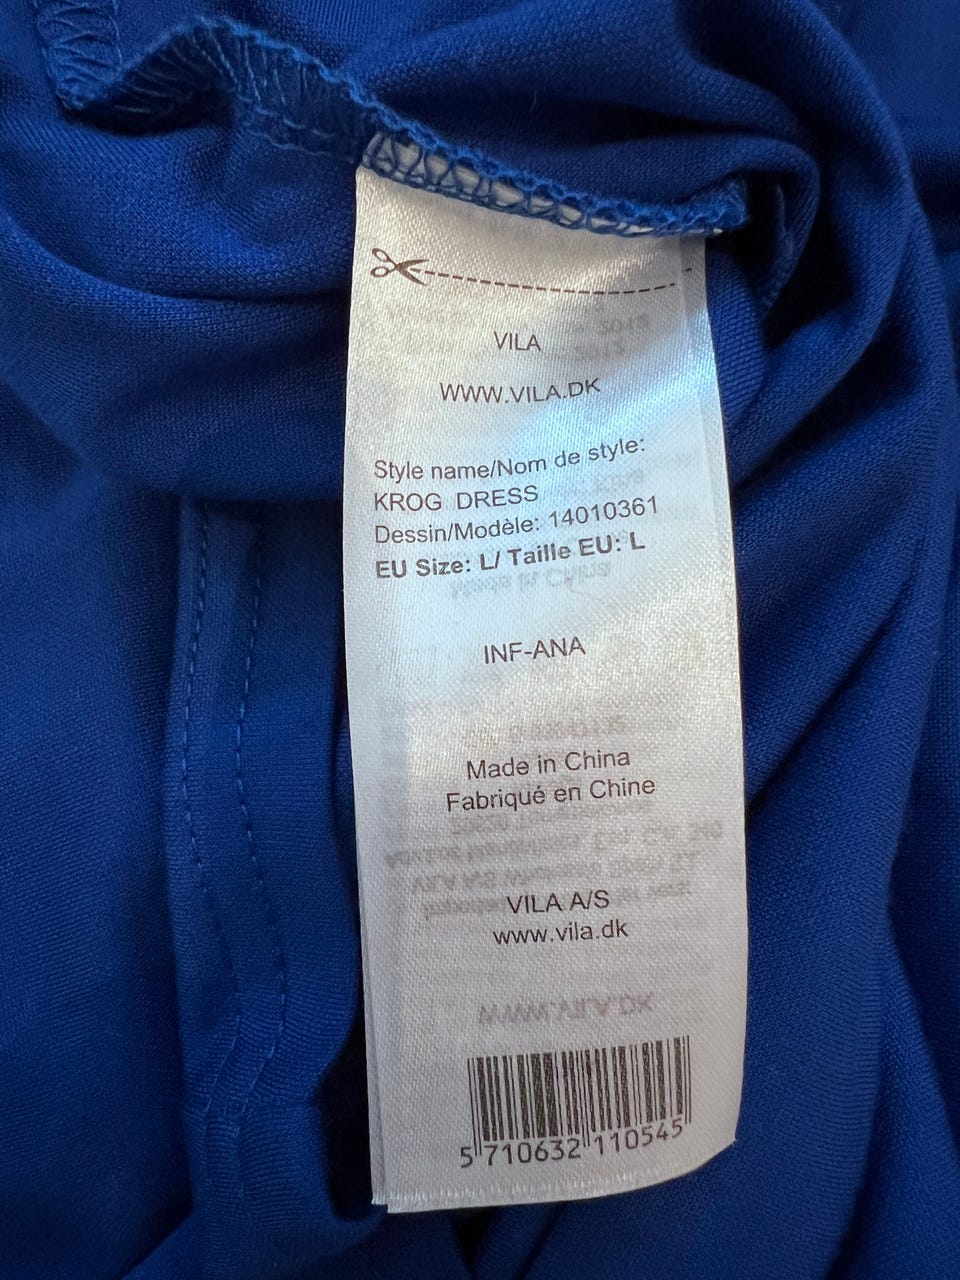 VILA
WWW.VILA.DK
Style name/Nom de style:
KROG DRESS
Dessin/Modèle: 14010361
EU Size: L/ Taille EU: L
INF-ANA
Made in China
Fabriqué en Chine
VILA A/S
www.vila.dk
5 710632 110545